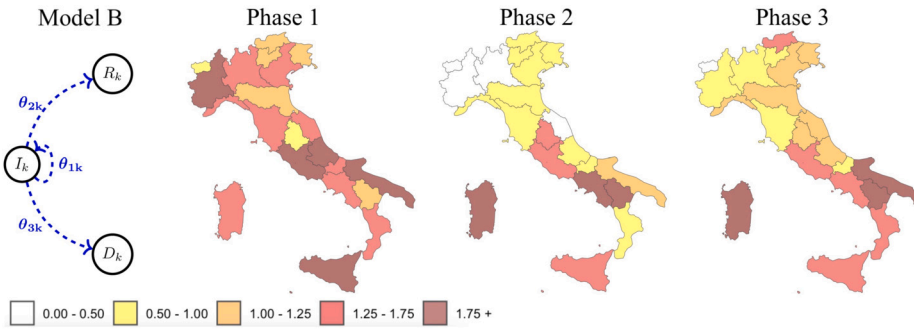 Model B
Phase 1
Phase 2
Phase 3
R_k
θ_2k
I_k
θ_1k
θ_3k
D_k
0.00 - 0.50
0.50 - 1.00
1.00 - 1.25
1.25 - 1.75
1.75 +